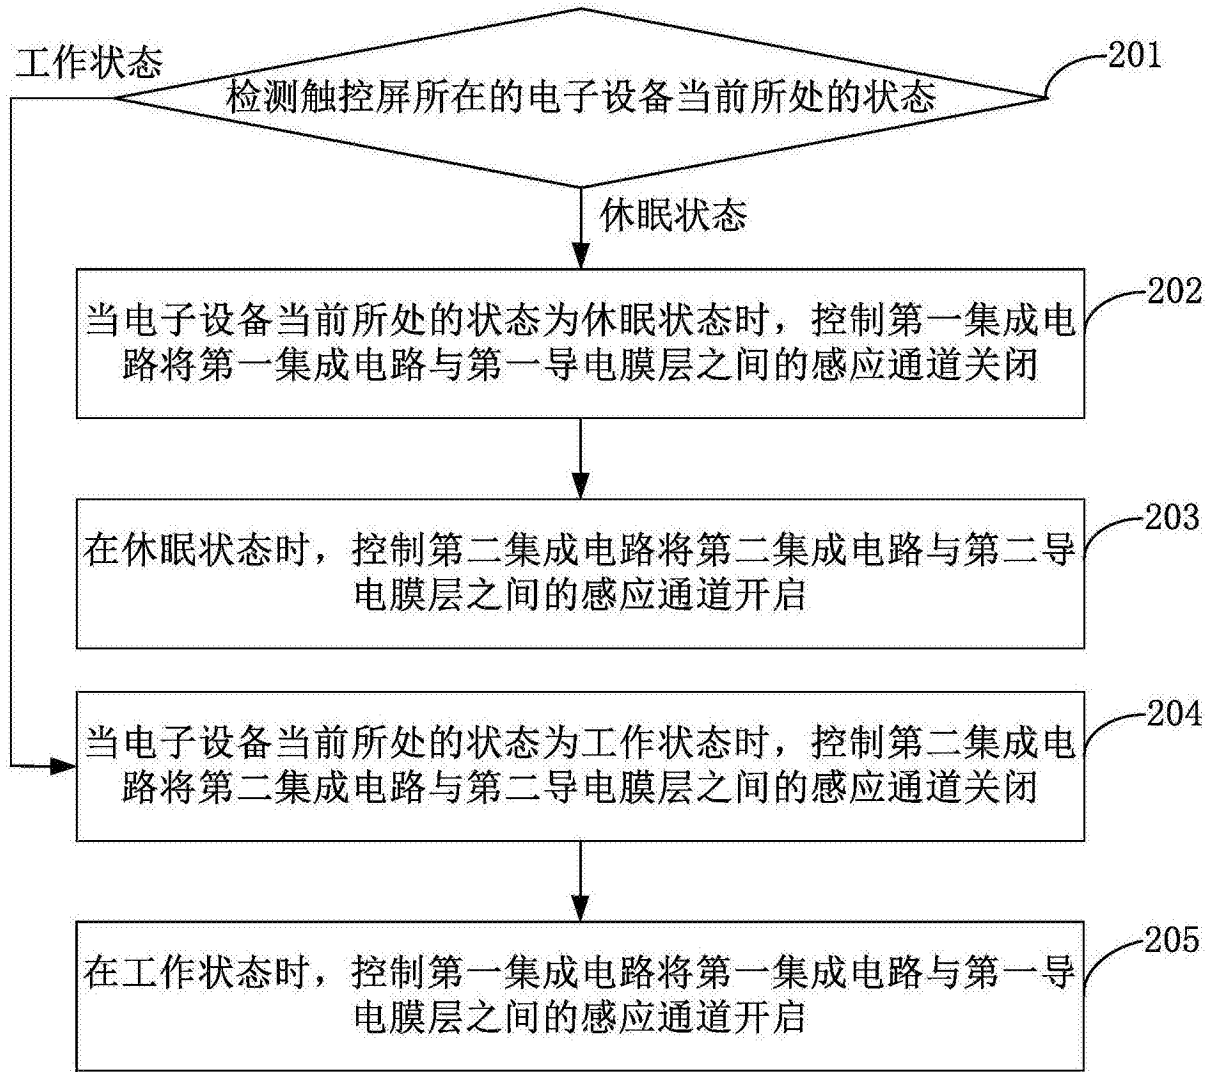 工作状态
检测触控屏所在的电子设备当前所处的状态
201
休眠状态
当电子设备当前所处的状态为休眠状态时，控制第一集成电
路将第一集成电路与第一导电膜层之间的感应通道关闭
202
在休眠状态时，控制第二集成电路将第二集成电路与第二导
电膜层之间的感应通道开启
203
当电子设备当前所处的状态为工作状态时，控制第二集成电
路将第二集成电路与第二导电膜层之间的感应通道关闭
204
在工作状态时，控制第一集成电路将第一集成电路与第一导
电膜层之间的感应通道开启
205